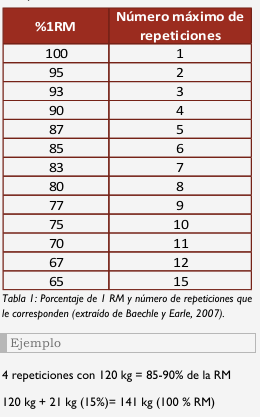 %1RM Número máximo de repeticiones
100 1
95 2
93 3
90 4
87 5
85 6
83 7
80 8
77 9
75 10
70 11
67 12
65 15
Tabla 1: Porcentaje de 1 RM y número de repeticiones que
le corresponden (extraído de Baechle y Earle, 2007).
Ejemplo
4 repeticiones con 120 kg = 85-90% de la RM
120 kg + 21 kg (15%)= 141 kg (100 % RM)